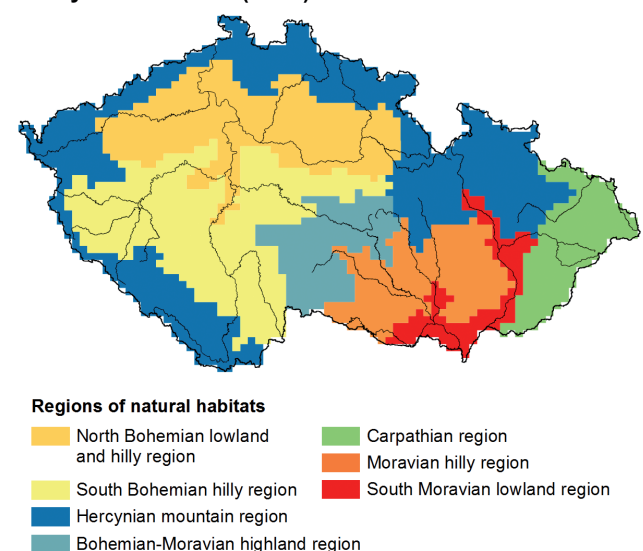 Regions of natural habitats
North Bohemian lowland
and hilly region
South Bohemian hilly region
Hercynian mountain region
Bohemian-Moravian highland region
Carpathian region
Moravian hilly region
South Moravian lowland region